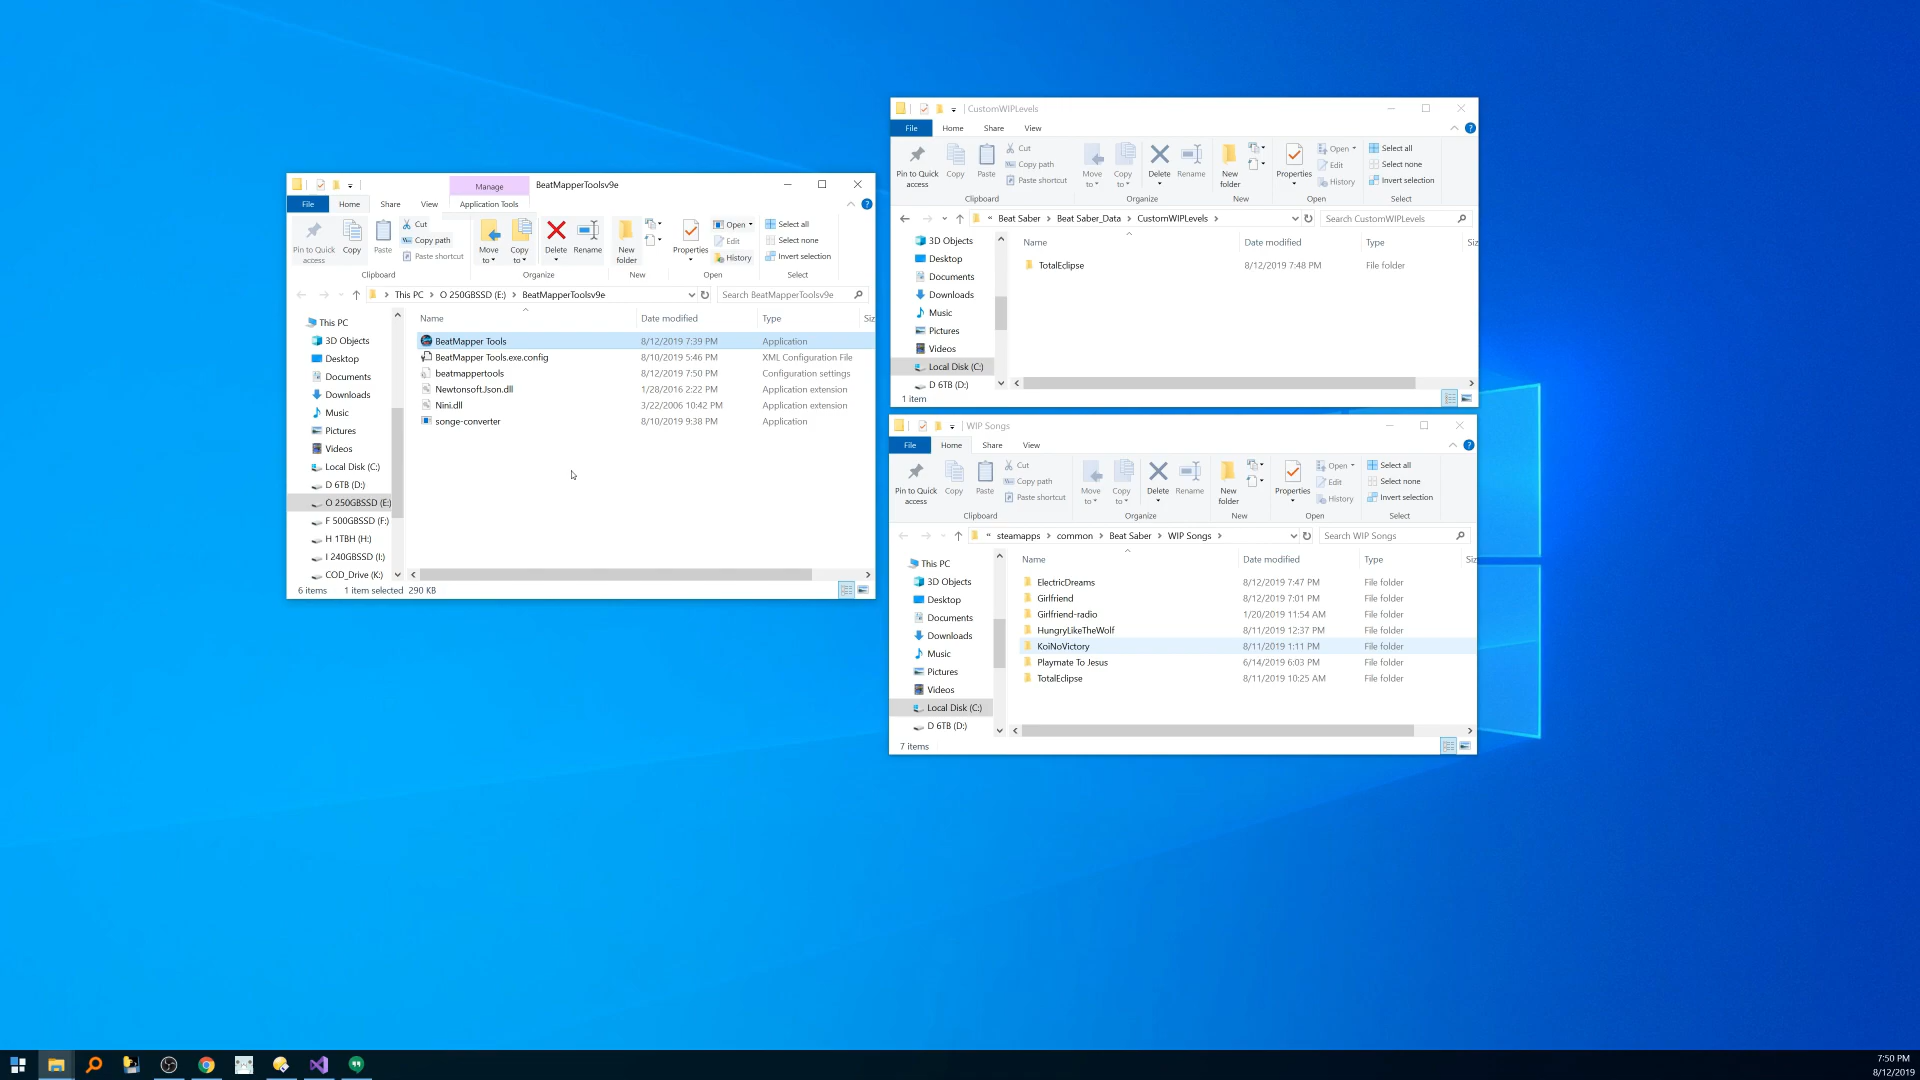 Manage
BeatMapperToolsv9e
File
Home
Share
View
Application Tools
Pin to Quick access
Copy
Paste
Cut
Copy path
Paste shortcut
Move to
Copy to
Delete
Rename
New folder
Properties
Open
Edit
History
Select all
Select none
Invert selection
Clipboard
Organize
New
Open
Select
This PC > O 250GBSSD (E:) > BeatMapperToolsv9e
Search BeatMapperToolsv9e
Name Date modified Type Siz
This PC
3D Objects
Desktop
Documents
Downloads
Music
Pictures
Videos
Local Disk (C:)
D 6TB (D:)
O 250GBSSD (E:)
F 500GBSSD (F:)
H 1TBH (H:)
I 240GBSSD (I:)
COD_Drive (K:)
BeatMapper Tools 8/12/2019 7:39 PM Application
BeatMapper Tools.exe.config 8/10/2019 5:46 PM XML Configuration File
beatmappertools 8/12/2019 7:50 PM Configuration settings
Newtonsoft.Json.dll 1/28/2016 2:22 PM Application extension
Nini.dll 3/22/2006 10:42 PM Application extension
songe-converter 8/10/2019 9:38 PM Application
6 items 1 item selected 290 KB
CustomWIPLevels
File
Home
Share
View
Pin to Quick access
Copy
Paste
Cut
Copy path
Paste shortcut
Move to
Copy to
Delete
Rename
New folder
Properties
Open
Edit
History
Select all
Select none
Invert selection
Clipboard
Organize
New
Open
Select
« Beat Saber > Beat Saber_Data > CustomWIPLevels >
Search CustomWIPLevels
Name Date modified Type Siz
3D Objects
Desktop
Documents
Downloads
Music
Pictures
Videos
Local Disk (C:)
D 6TB (D:)
TotalEclipse 8/12/2019 7:48 PM File folder
1 item
WIP Songs
File
Home
Share
View
Pin to Quick access
Copy
Paste
Cut
Copy path
Paste shortcut
Move to
Copy to
Delete
Rename
New folder
Properties
Open
Edit
History
Select all
Select none
Invert selection
Clipboard
Organize
New
Open
Select
« steamapps > common > Beat Saber > WIP Songs >
Search WIP Songs
Name Date modified Type Siz
This PC
3D Objects
Desktop
Documents
Downloads
Music
Pictures
Videos
Local Disk (C:)
D 6TB (D:)
ElectricDreams 8/12/2019 7:47 PM File folder
Girlfriend 8/12/2019 7:01 PM File folder
Girlfriend-radio 1/20/2019 11:54 AM File folder
HungryLikeTheWolf 8/11/2019 12:37 PM File folder
KoiNoVictory 8/11/2019 1:11 PM File folder
Playmate To Jesus 6/14/2019 6:03 PM File folder
TotalEclipse 8/11/2019 10:25 AM File folder
7 items
7:50 PM
8/12/2019